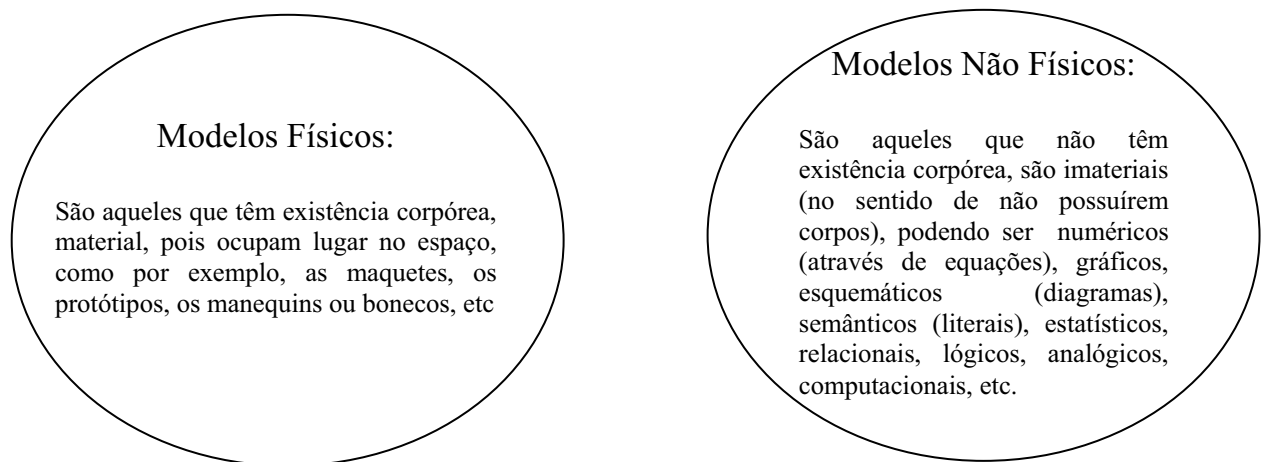 Modelos Físicos:
São aqueles que têm existência corpórea,
material, pois ocupam lugar no espaço,
como por exemplo, as maquetes, os
protótipos, os manequins ou bonecos, etc
Modelos Não Físicos:
São aqueles que não têm
existência corpórea, são imateriais
(no sentido de não possuírem
corpos), podendo ser numéricos
(através de equações), gráficos,
esquemáticos (diagramas),
semânticos (literais), estatísticos,
relacionais, lógicos, analógicos,
computacionais, etc.